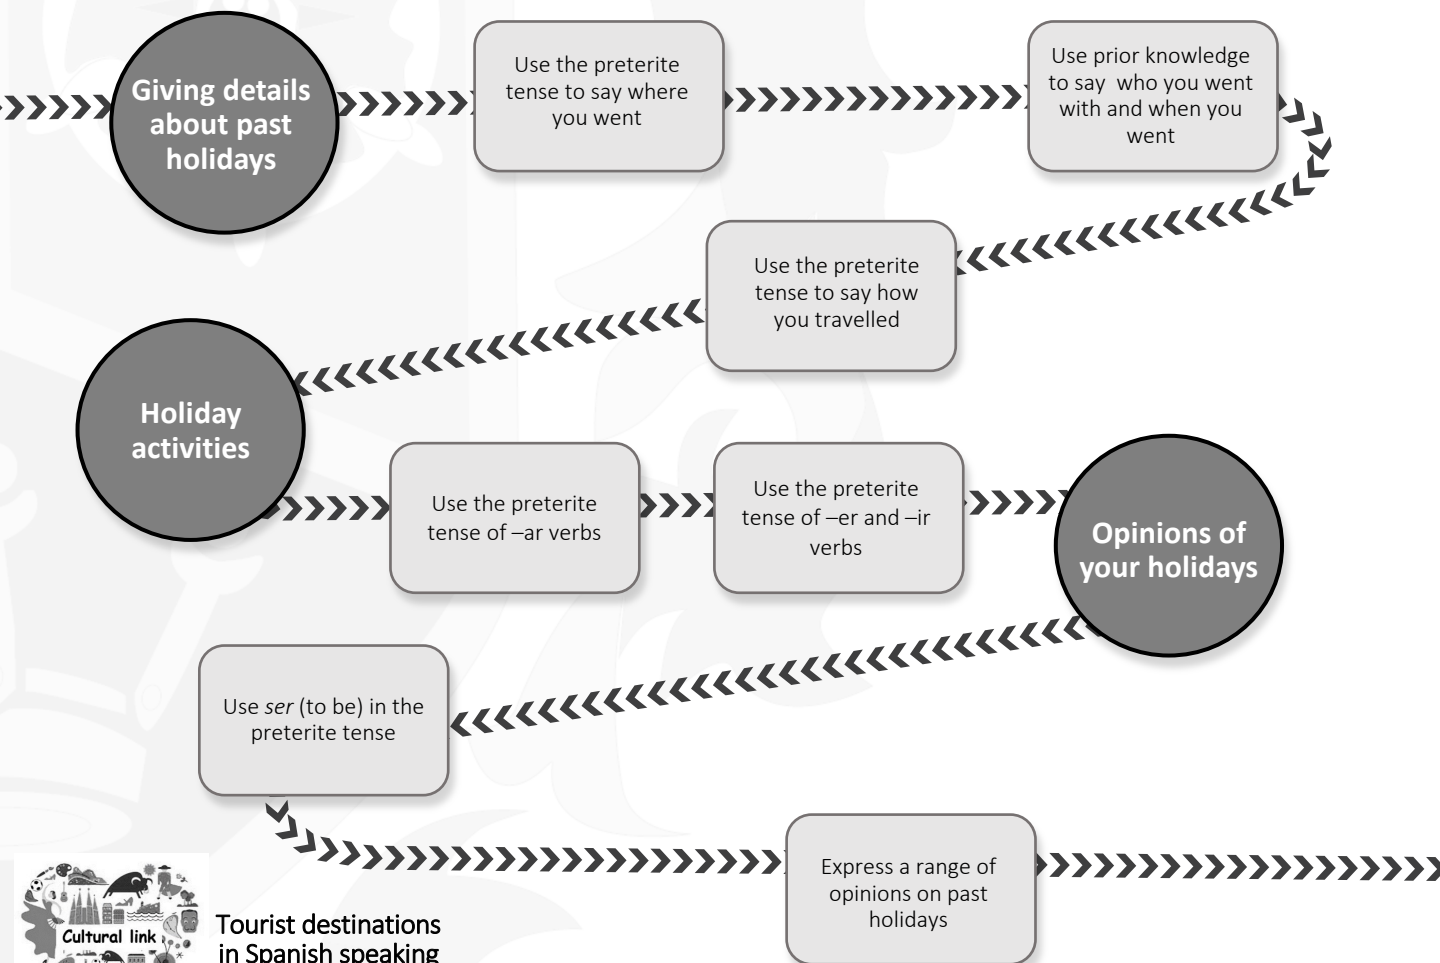 Giving details
about past
holidays
Use the preterite
tense to say where
you went
Use prior knowledge
to say who you went
with and when you
went
Use the preterite
tense to say how
you travelled
Holiday
activities
Use the preterite
tense of –ar verbs
Use the preterite
tense of –er and –ir
verbs
Opinions of
your holidays
Use ser (to be) in the
preterite tense
Express a range of
opinions on past
holidays
Cultural link
Tourist destinations
in Spanish speaking